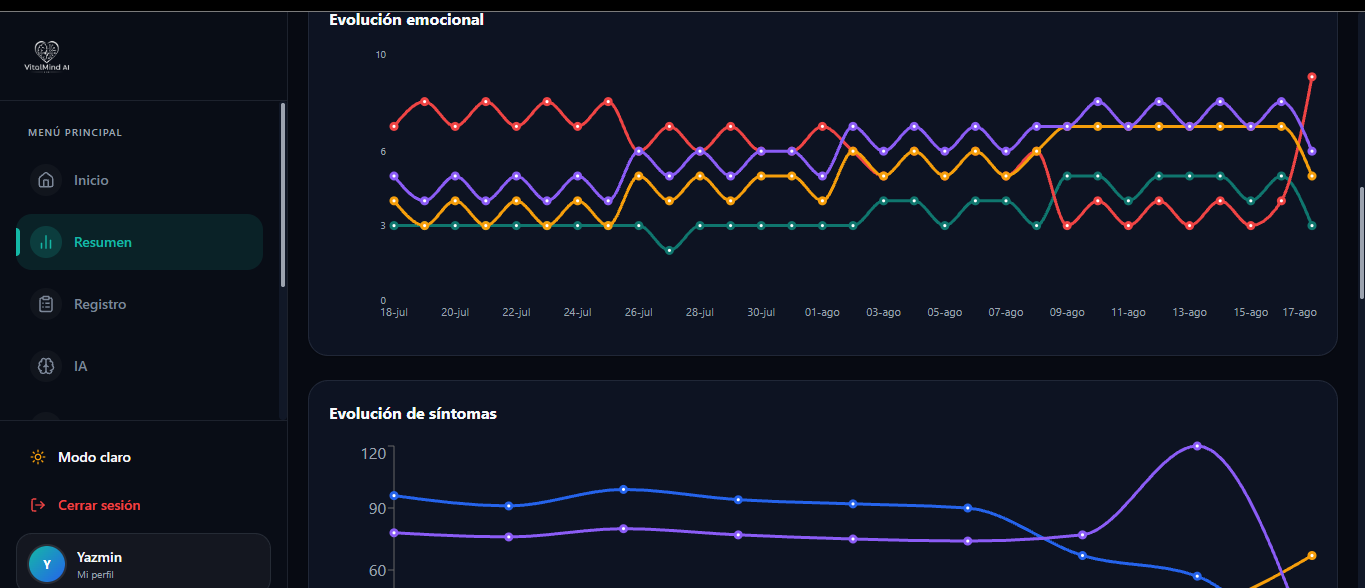 VitalMind AI
MENÚ PRINCIPAL
Inicio
Resumen
Registro
IA
Modo claro
Cerrar sesión
Y
Yazmin
Mi perfil
Evolución emocional
10
6
3
0
18-jul 20-jul 22-jul 24-jul 26-jul 28-jul 30-jul 01-ago 03-ago 05-ago 07-ago 09-ago 11-ago 13-ago 15-ago 17-ago
Evolución de síntomas
120
90
60